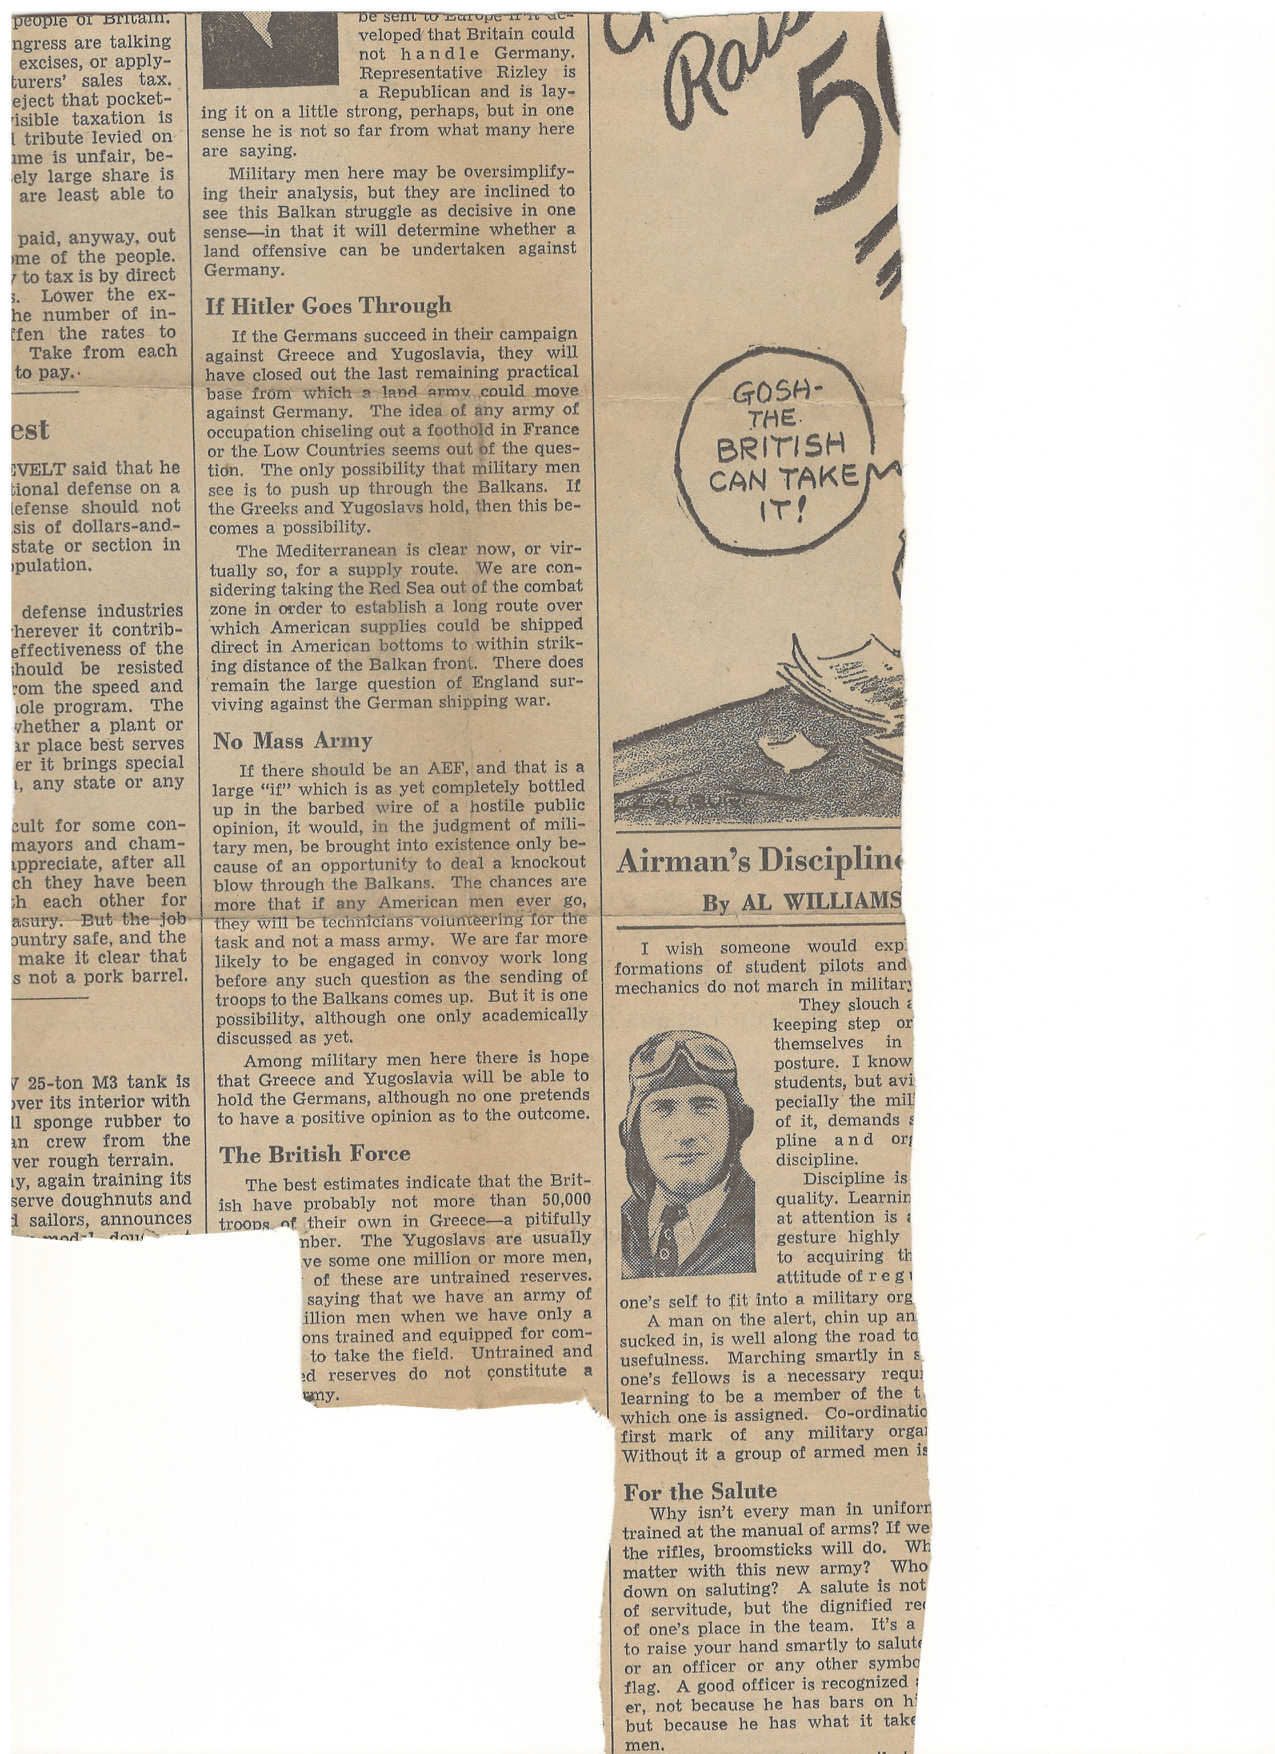 people of Britain.
ngress are talking
excises, or apply-
turers' sales tax.
eject that pocket-
isible taxation is
tribute levied on
ume is unfair, be-
ely large share is
are least able to
paid, anyway, out
ome of the people.
to tax is by direct
s. Lower the ex-
he number of in-
ffen the rates to
Take from each
to pay.
est
EVELT said that he
tional defense on a
efense should not
sis of dollars-and-
state or section in
pulation.
defense industries
herever it contrib-
effectiveness of the
should be resisted
rom the speed and
ole program. The
whether a plant or
ar place best serves
er it brings special
, any state or any
cult for some con-
mayors and cham-
appreciate, after all
ch they have been
th each other for
asury. But the job
ountry safe, and the
make it clear that
s not a pork barrel.
25-ton M3 tank is
over its interior with
ll sponge rubber to
an crew from the
ver rough terrain.
y, again training its
serve doughnuts and
sailors, announces
be sent to Europe if it de-
veloped that Britain could
not handle Germany.
Representative Rizley is
a Republican and is lay-
ing it on a little strong, perhaps, but in one
sense he is not so far from what many here
are saying.
Military men here may be oversimplify-
ing their analysis, but they are inclined to
see this Balkan struggle as decisive in one
sense—in that it will determine whether a
land offensive can be undertaken against
Germany.
If Hitler Goes Through
If the Germans succeed in their campaign
against Greece and Yugoslavia, they will
have closed out the last remaining practical
base from which a land army could move
against Germany. The idea of any army of
occupation chiseling out a foothold in France
or the Low Countries seems out of the ques-
tion. The only possibility that military men
see is to push up through the Balkans. If
the Greeks and Yugoslavs hold, then this be-
comes a possibility.
The Mediterranean is clear now, or vir-
tually so, for a supply route. We are con-
sidering taking the Red Sea out of the combat
zone in order to establish a long route over
which American supplies could be shipped
direct in American bottoms to within strik-
ing distance of the Balkan front. There does
remain the large question of England sur-
viving against the German shipping war.
No Mass Army
If there should be an AEF, and that is a
large "if" which is as yet completely bottled
up in the barbed wire of a hostile public
opinion, it would, in the judgment of mili-
tary men, be brought into existence only be-
cause of an opportunity to deal a knockout
blow through the Balkans. The chances are
more that if any American men ever go,
they will be technicians volunteering for the
task and not a mass army. We are far more
likely to be engaged in convoy work long
before any such question as the sending of
troops to the Balkans comes up. But it is one
possibility, although one only academically
discussed as yet.
Among military men here there is hope
that Greece and Yugoslavia will be able to
hold the Germans, although no one pretends
to have a positive opinion as to the outcome.
The British Force
The best estimates indicate that the Brit-
ish have probably not more than 50,000
troops of their own in Greece—a pitifully
mber. The Yugoslavs are usually
ve some one million or more men,
of these are untrained reserves.
saying that we have an army of
illion men when we have only a
ons trained and equipped for com-
to take the field. Untrained and
d reserves do not constitute a
rmy.
GOSH-
THE
BRITISH
CAN TAKE
IT!
Airman's Discipline
By AL WILLIAMS
I wish someone would exp
formations of student pilots and
mechanics do not march in military
They slouch a
keeping step or
themselves in
posture. I know
students, but avi
pecially the mil
of it, demands s
pline and org
discipline.
Discipline is
quality. Learnin
at attention is a
gesture highly
to acquiring th
attitude of regu
one's self to fit into a military org
A man on the alert, chin up an
sucked in, is well along the road to
usefulness. Marching smartly in s
one's fellows is a necessary requi
learning to be a member of the t
which one is assigned. Co-ordinatio
first mark of any military orga
Without it a group of armed men is
For the Salute
Why isn't every man in uniform
trained at the manual of arms? If we
the rifles, broomsticks will do. Wh
matter with this new army? Who
down on saluting? A salute is not
of servitude, but the dignified rec
of one's place in the team. It's a
to raise your hand smartly to salute
or an officer or any other symbo
flag. A good officer is recognized a
er, not because he has bars on hi
but because he has what it take
men.